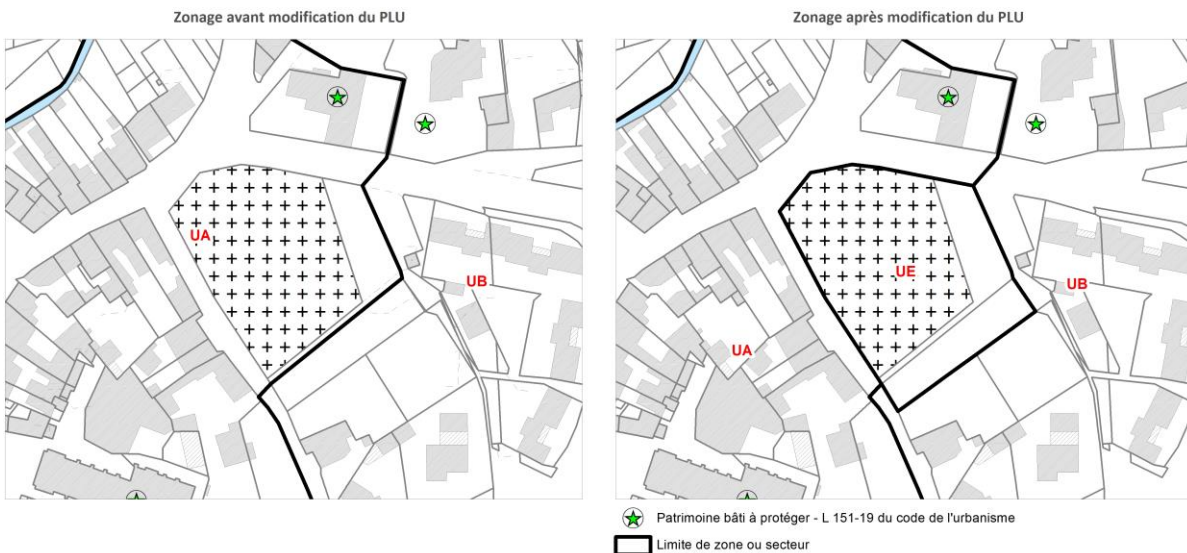 Zonage avant modification du PLU
Zonage après modification du PLU
UA
UB
UE
UB
UA
Patrimoine bâti à protéger - L 151-19 du code de l'urbanisme
Limite de zone ou secteur